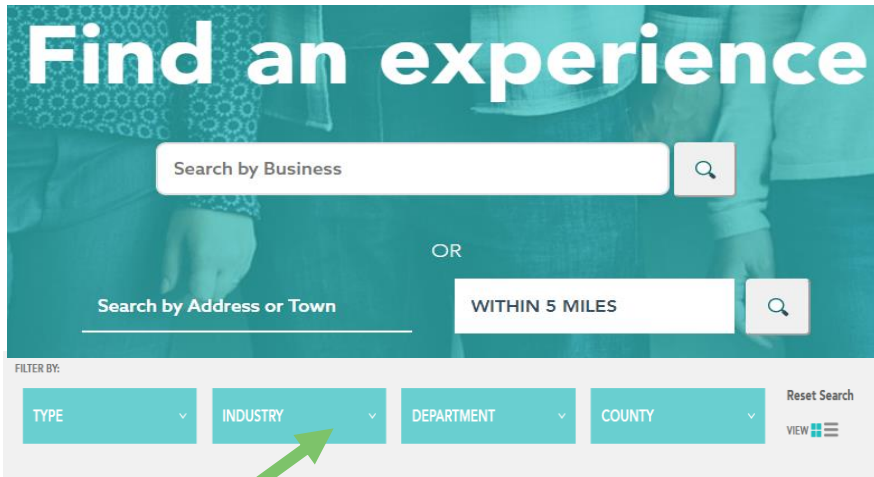 Find an experience
Search by Business
OR
Search by Address or Town
WITHIN 5 MILES
FILTER BY:
TYPE
INDUSTRY
DEPARTMENT
COUNTY
Reset Search
VIEW